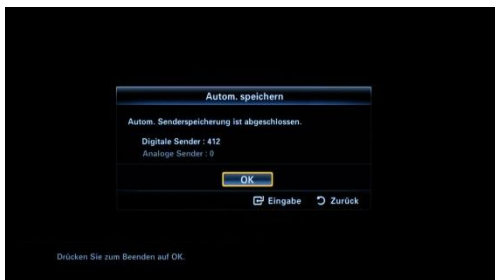 Autom. speichern
Autom. Senderspeicherung ist abgeschlossen.
Digitale Sender : 412
Analoge Sender : 0
OK
Eingabe Zurück
Drücken Sie zum Beenden auf OK.